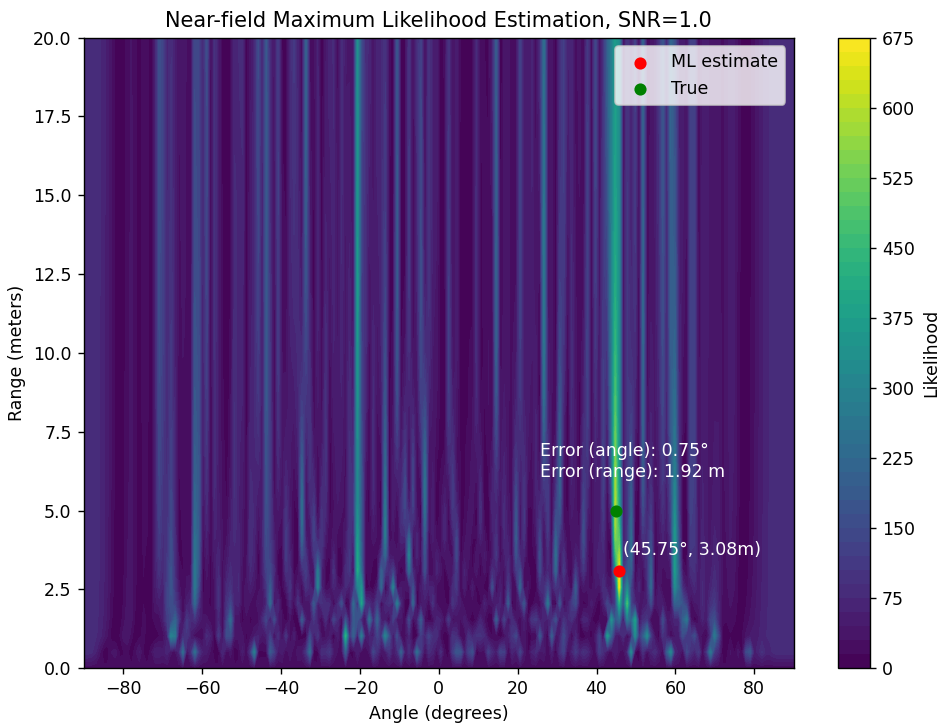 Near-field Maximum Likelihood Estimation, SNR=1.0
ML estimate
True
Error (angle): 0.75°
Error (range): 1.92 m
(45.75°, 3.08m)
20.0
17.5
15.0
12.5
10.0
7.5
5.0
2.5
0.0
Range (meters)
−80 −60 −40 −20 0 20 40 60 80
Angle (degrees)
675
600
525
450
375
300
225
150
75
0
Likelihood